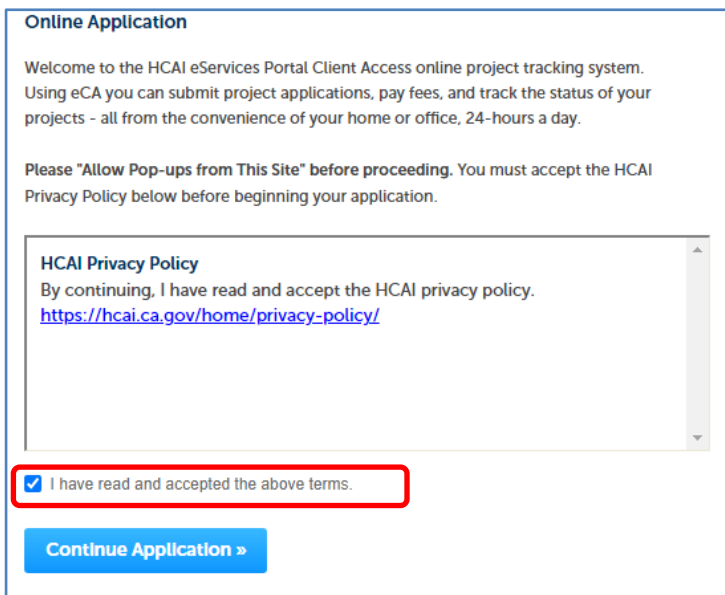 Online Application
Welcome to the HCAI eServices Portal Client Access online project tracking system.
Using eCA you can submit project applications, pay fees, and track the status of your
projects - all from the convenience of your home or office, 24-hours a day.
Please "Allow Pop-ups from This Site" before proceeding. You must accept the HCAI
Privacy Policy below before beginning your application.
HCAI Privacy Policy
By continuing, I have read and accept the HCAI privacy policy.
https://hcai.ca.gov/home/privacy-policy/
I have read and accepted the above terms.
Continue Application »